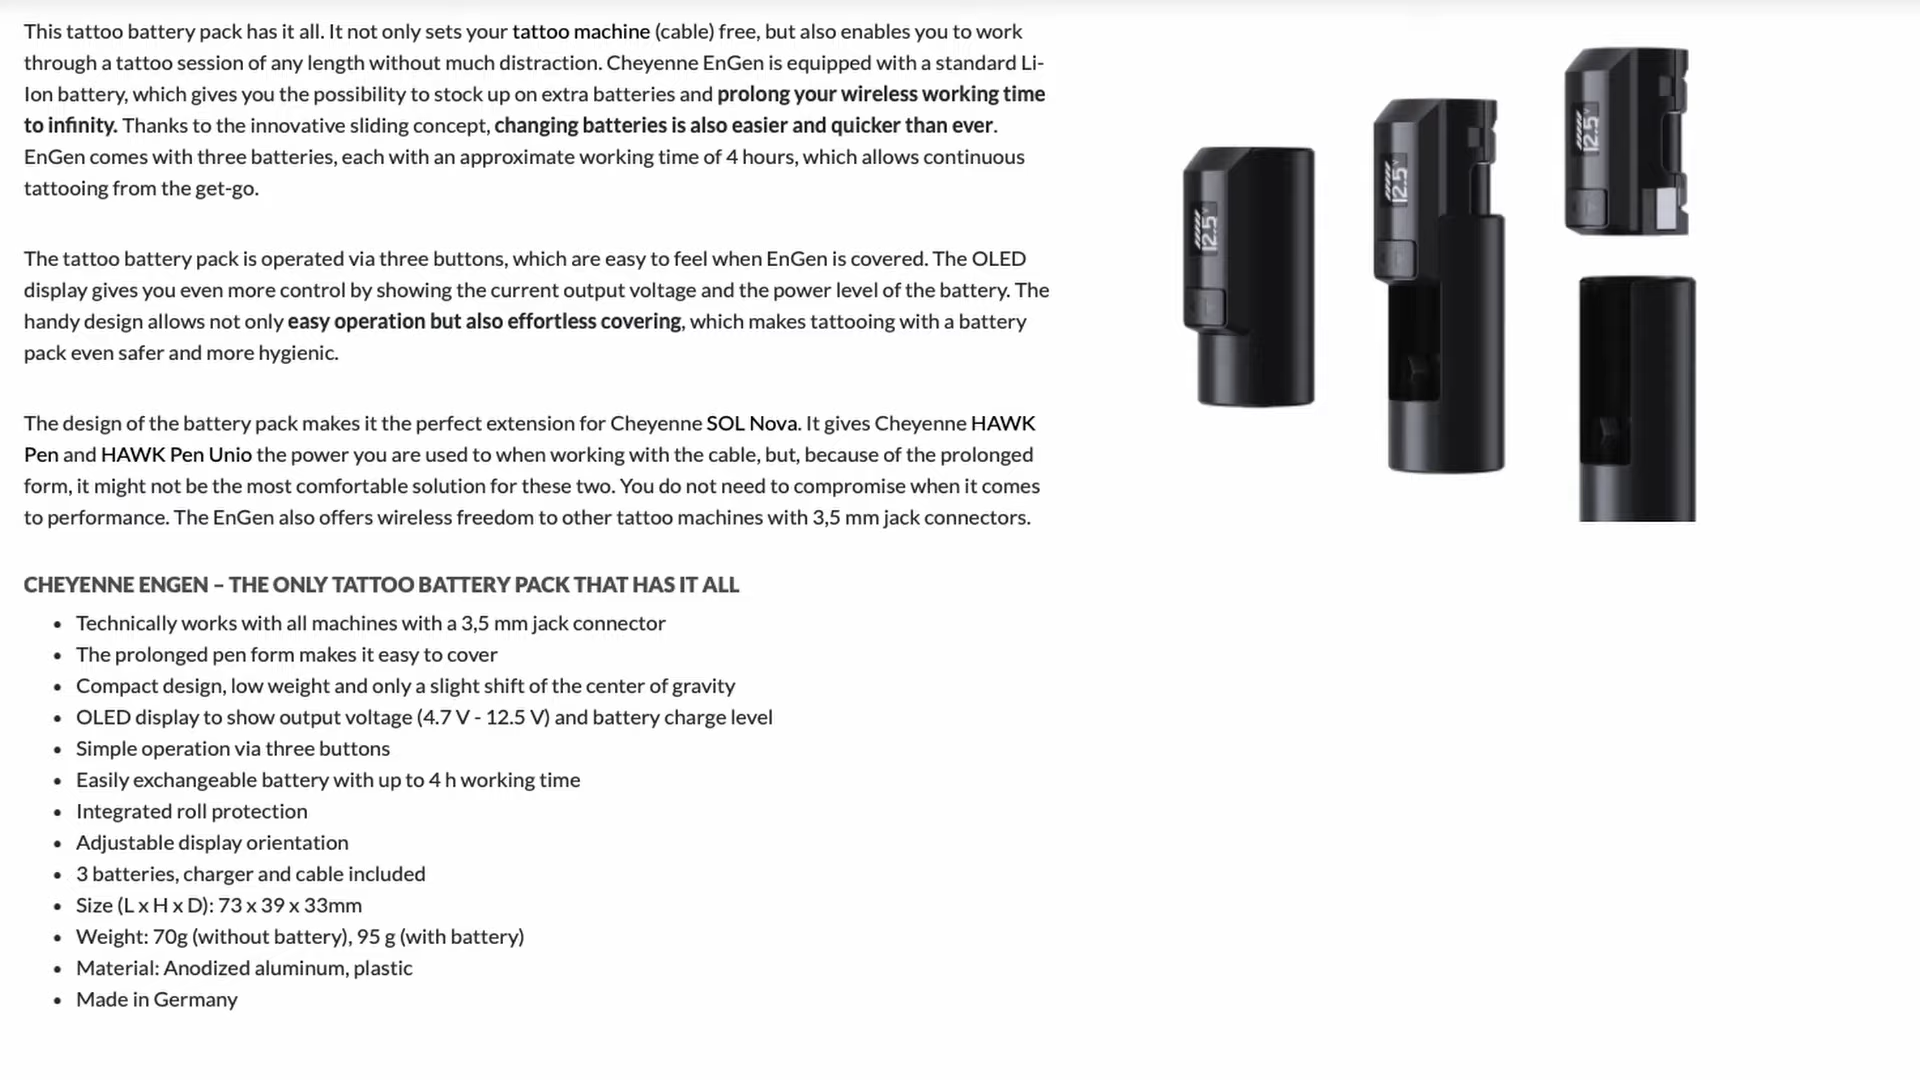 This tattoo battery pack has it all. It not only sets your tattoo machine (cable) free, but also enables you to work
through a tattoo session of any length without much distraction. Cheyenne EnGen is equipped with a standard Li-
Ion battery, which gives you the possibility to stock up on extra batteries and prolong your wireless working time
to infinity. Thanks to the innovative sliding concept, changing batteries is also easier and quicker than ever.
EnGen comes with three batteries, each with an approximate working time of 4 hours, which allows continuous
tattooing from the get-go.
The tattoo battery pack is operated via three buttons, which are easy to feel when EnGen is covered. The OLED
display gives you even more control by showing the current output voltage and the power level of the battery. The
handy design allows not only easy operation but also effortless covering, which makes tattooing with a battery
pack even safer and more hygienic.
The design of the battery pack makes it the perfect extension for Cheyenne SOL Nova. It gives Cheyenne HAWK
Pen and HAWK Pen Unio the power you are used to when working with the cable, but, because of the prolonged
form, it might not be the most comfortable solution for these two. You do not need to compromise when it comes
to performance. The EnGen also offers wireless freedom to other tattoo machines with 3,5 mm jack connectors.
CHEYENNE ENGEN – THE ONLY TATTOO BATTERY PACK THAT HAS IT ALL
• Technically works with all machines with a 3,5 mm jack connector
• The prolonged pen form makes it easy to cover
• Compact design, low weight and only a slight shift of the center of gravity
• OLED display to show output voltage (4.7 V - 12.5 V) and battery charge level
• Simple operation via three buttons
• Easily exchangeable battery with up to 4 h working time
• Integrated roll protection
• Adjustable display orientation
• 3 batteries, charger and cable included
• Size (L x H x D): 73 x 39 x 33mm
• Weight: 70g (without battery), 95 g (with battery)
• Material: Anodized aluminum, plastic
• Made in Germany
12.5 V
12.5 V
12.5 V